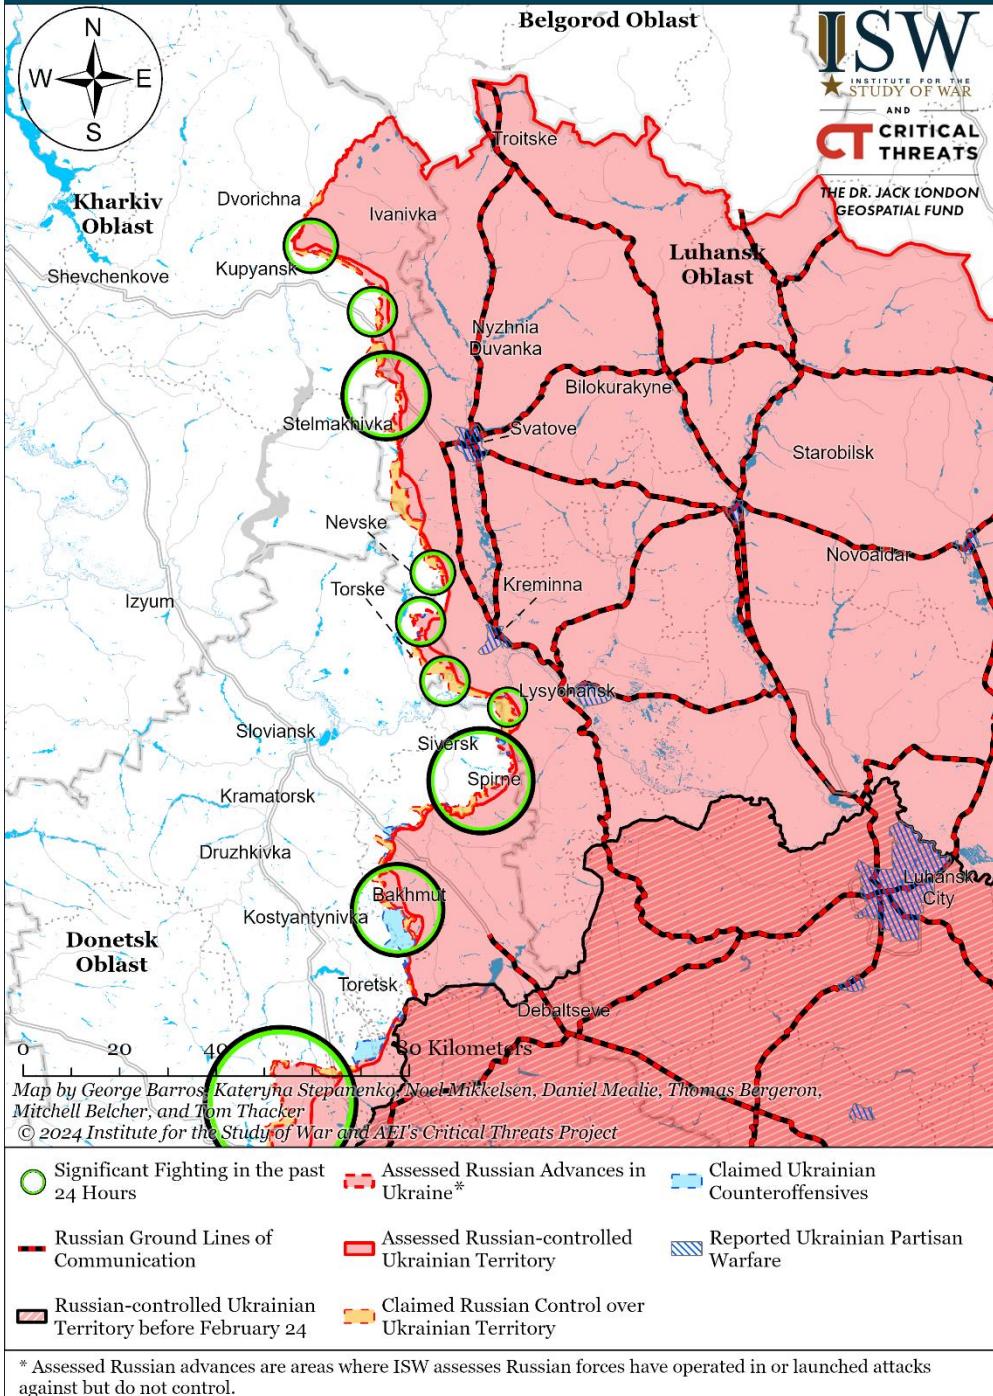 Belgorod Oblast
N
W
E
S
ISW
INSTITUTE FOR THE
STUDY OF WAR
AND
CT CRITICAL
THREATS
THE DR. JACK LONDON
GEOSPATIAL FUND
Troitske
Kharkiv
Oblast
Dvorichna
Ivanivka
Shevchenkove
Kupyansk
Luhansk
Oblast
Nyzhnia
Duvanka
Bilokurakyne
Stelmakhivka
Svatove
Starobilsk
Nevske
Novoaidar
Torske
Kreminna
Izyum
Lysychansk
Sloviansk
Siversk
Spirne
Kramatorsk
Druzhkivka
Luhansk
City
Bakhmut
Kostyantynivka
Donetsk
Oblast
Toretsk
Debaltseve
0
20
40
80 Kilometers
Map by George Barros, Kateryna Stepanenko, Noel Mikkelsen, Daniel Mealie, Thomas Bergeron,
Mitchell Belcher, and Tom Thacker
© 2024 Institute for the Study of War and AEI's Critical Threats Project
Significant Fighting in the past
24 Hours
Assessed Russian Advances in
Ukraine*
Claimed Ukrainian
Counteroffensives
Russian Ground Lines of
Communication
Assessed Russian-controlled
Ukrainian Territory
Reported Ukrainian Partisan
Warfare
Russian-controlled Ukrainian
Territory before February 24
Claimed Russian Control over
Ukrainian Territory
* Assessed Russian advances are areas where ISW assesses Russian forces have operated in or launched attacks
against but do not control.